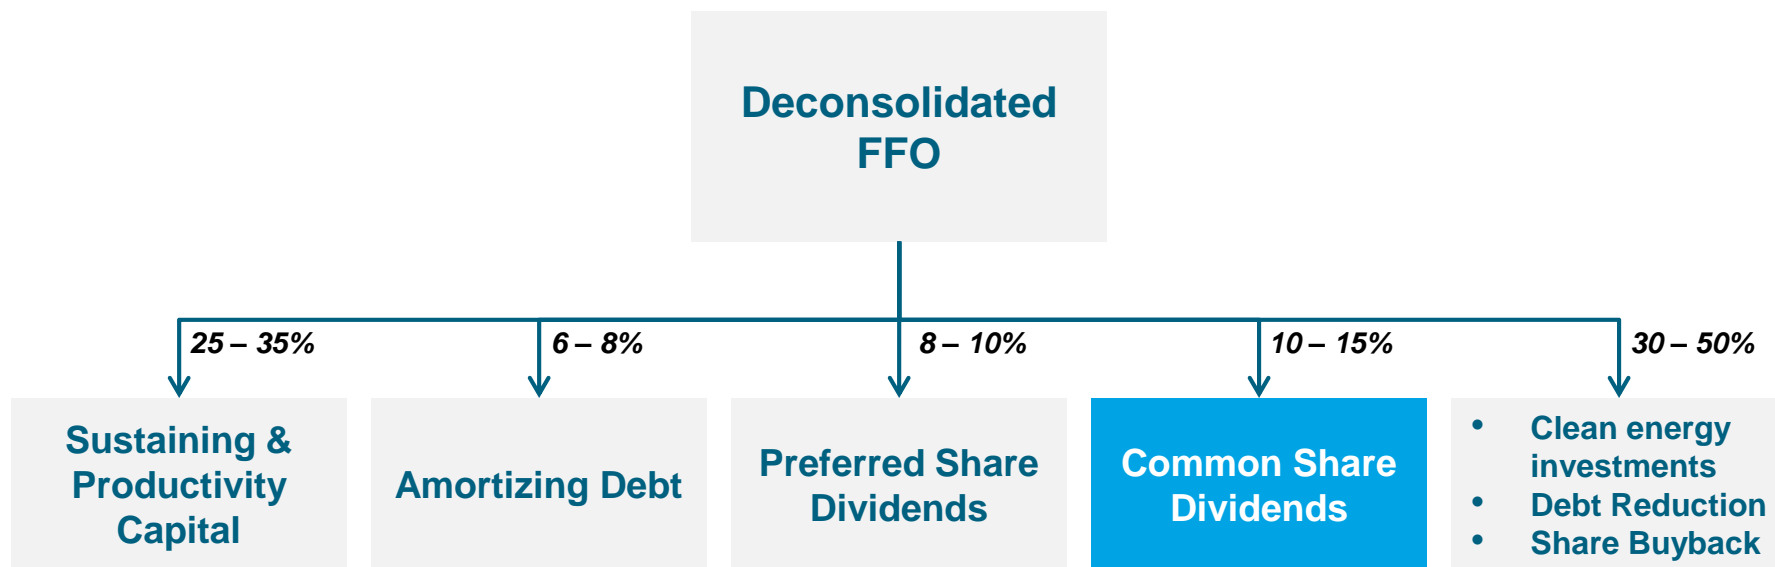 Deconsolidated
FFO
25 – 35%
6 – 8%
8 – 10%
10 – 15%
30 – 50%
Sustaining &
Productivity
Capital
Amortizing Debt
Preferred Share
Dividends
Common Share
Dividends
• Clean energy
investments
• Debt Reduction
• Share Buyback